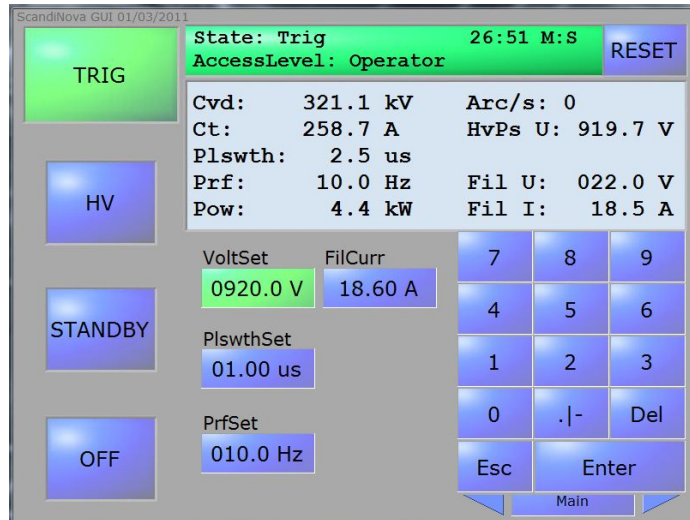 ScandiNova GUI 01/03/2011
TRIG
State: Trig 26:51 M:S
AccessLevel: Operator
RESET
Cvd: 321.1 kV Arc/s: 0
Ct: 258.7 A HvPs U: 919.7 V
Plswth: 2.5 us
Prf: 10.0 Hz Fil U: 022.0 V
Pow: 4.4 kW Fil I: 18.5 A
HV
STANDBY
OFF
VoltSet FilCurr
0920.0 V 18.60 A
PlswthSet
01.00 us
PrfSet
010.0 Hz
7 8 9
4 5 6
1 2 3
0 .|- Del
Esc Enter
Main